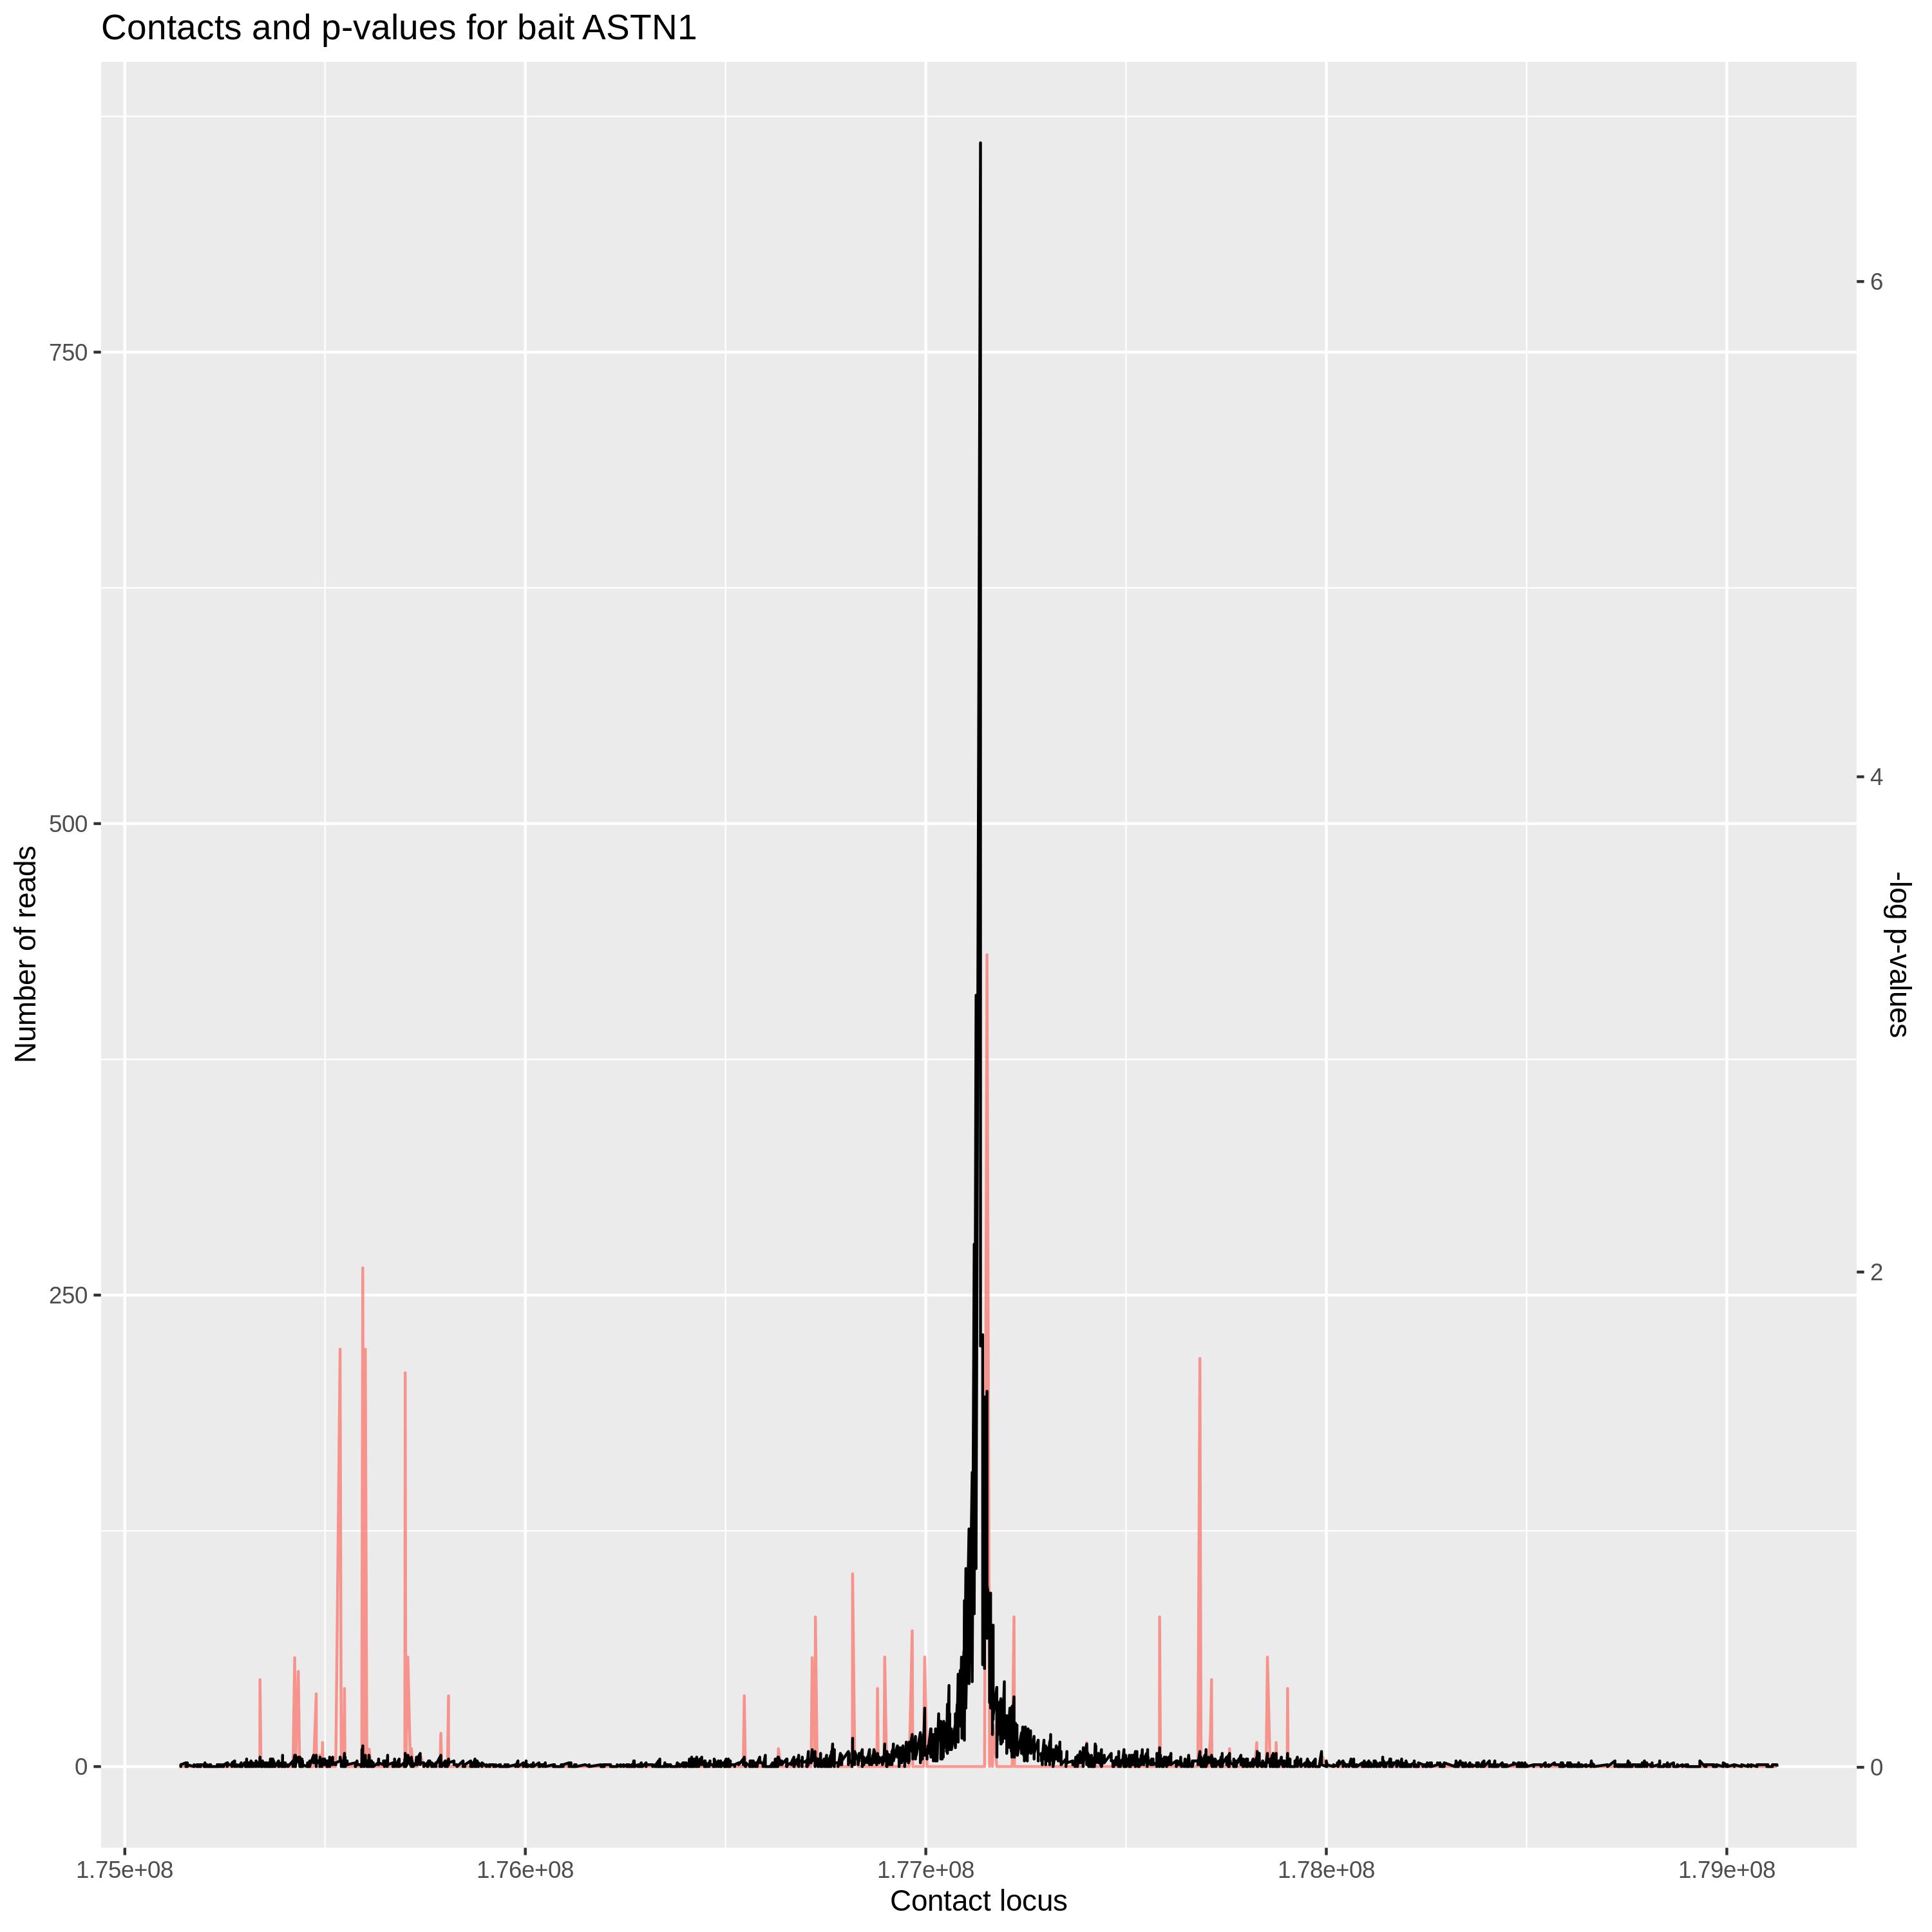 Contacts and p-values for bait ASTN1
750
500
250
0
Number of reads
6
4
2
0
-log p-values
1.75e+08
1.76e+08
1.77e+08
1.78e+08
1.79e+08
Contact locus